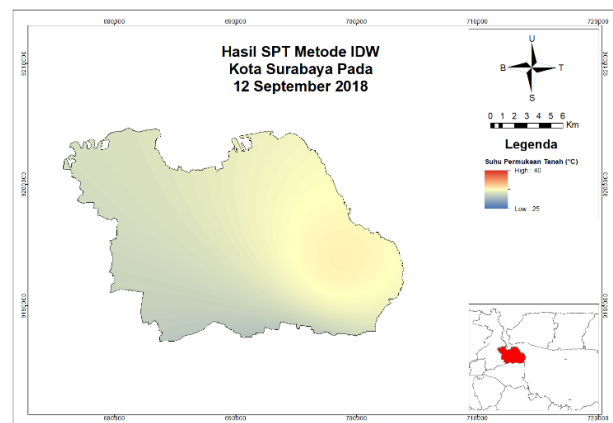 680000 690000 700000 710000 720000
Hasil SPT Metode IDW
Kota Surabaya Pada
12 September 2018
U
B T
S
0 1 2 3 4 5 6
Km
Legenda
Suhu Permukaan Tanah (°C)
High : 40
Low : 25
680000 690000 700000 710000 720000